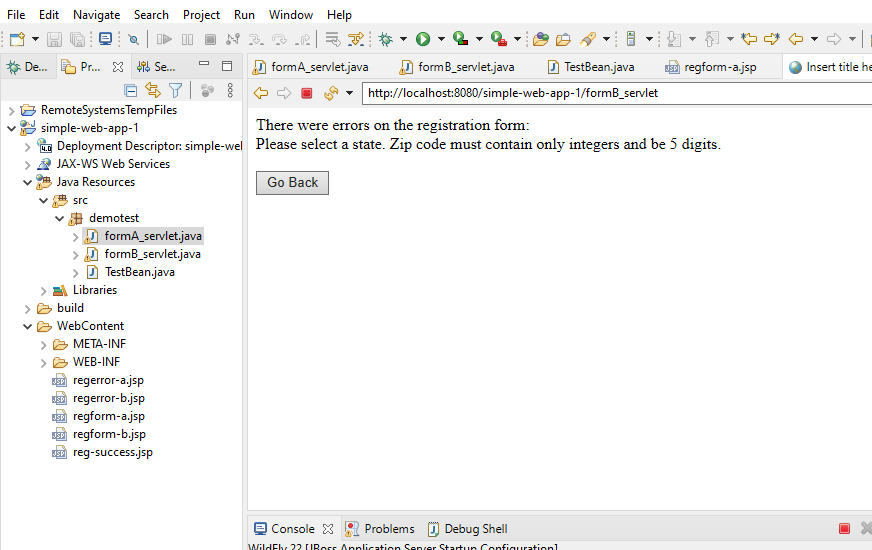 File Edit Navigate Search Project Run Window Help
De... Pr... Se...
formA_servlet.java formB_servlet.java TestBean.java regform-a.jsp Insert title he
http://localhost:8080/simple-web-app-1/formB_servlet
RemoteSystemsTempFiles
simple-web-app-1
4.0 Deployment Descriptor: simple-wel
JAX-WS Web Services
Java Resources
src
demotest
formA_servlet.java
formB_servlet.java
TestBean.java
Libraries
build
WebContent
META-INF
WEB-INF
regerror-a.jsp
regerror-b.jsp
regform-a.jsp
regform-b.jsp
reg-success.jsp
There were errors on the registration form:
Please select a state. Zip code must contain only integers and be 5 digits.
Go Back
Console Problems Debug Shell
WildFly 22 [JBoss Application Server Startup Configuration]